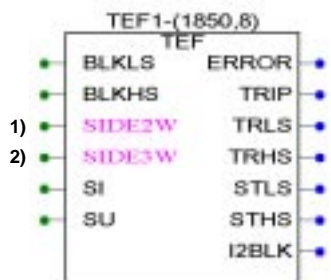 TEF1-(1850,8)
TEF
BLKLS ERROR
BLKHS TRIP
1) SIDE2W TRLS
2) SIDE3W TRHS
SI STLS
SU STHS
I2BLK